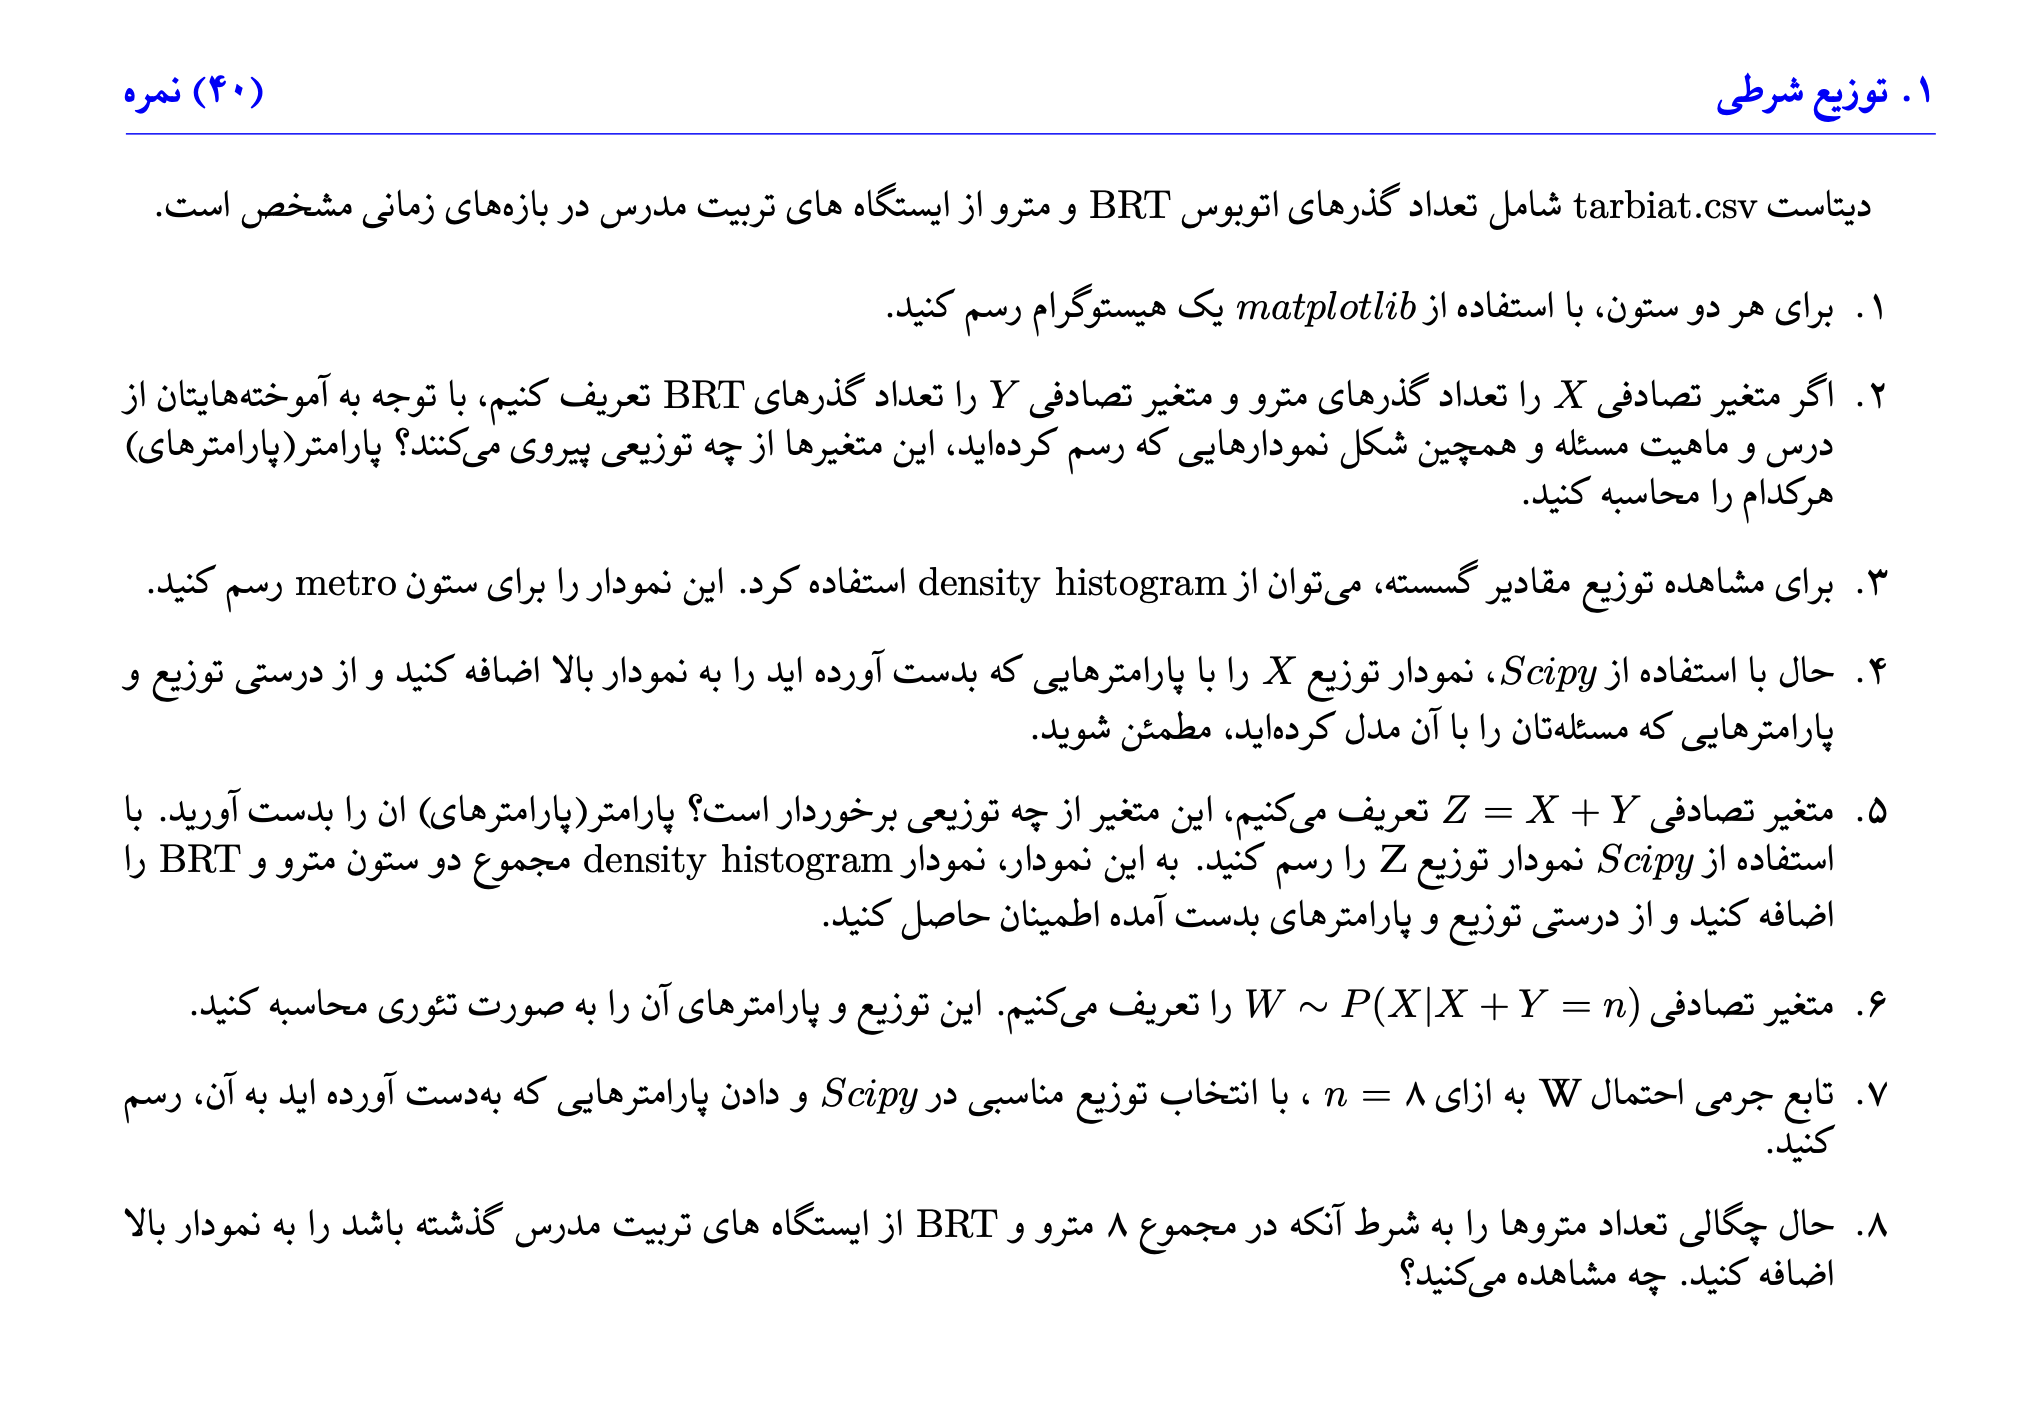 ۱. توزیع شرطی (۴۰) نمره
دیتاست tarbiat.csv شامل تعداد گذرهای اتوبوس BRT و مترو از ایستگاه های تربیت مدرس در بازه‌های زمانی مشخص است.
۱. برای هر دو ستون، با استفاده از matplotlib یک هیستوگرام رسم کنید.
۲. اگر متغیر تصادفی X را تعداد گذرهای مترو و متغیر تصادفی Y را تعداد گذرهای BRT تعریف کنیم، با توجه به آموخته‌هایتان از
درس و ماهیت مسئله و همچین شکل نمودارهایی که رسم کرده‌اید، این متغیرها از چه توزیعی پیروی می‌کنند؟ پارامتر(پارامترهای)
هرکدام را محاسبه کنید.
۳. برای مشاهده توزیع مقادیر گسسته، می‌توان از density histogram استفاده کرد. این نمودار را برای ستون metro رسم کنید.
۴. حال با استفاده از Scipy، نمودار توزیع X را با پارامترهایی که بدست آورده اید را به نمودار بالا اضافه کنید و از درستی توزیع و
پارامترهایی که مسئله‌تان را با آن مدل کرده‌اید، مطمئن شوید.
۵. متغیر تصادفی Z = X + Y تعریف می‌کنیم، این متغیر از چه توزیعی برخوردار است؟ پارامتر(پارامترهای) ان را بدست آورید. با
استفاده از Scipy نمودار توزیع Z را رسم کنید. به این نمودار، نمودار density histogram مجموع دو ستون مترو و BRT را
اضافه کنید و از درستی توزیع و پارامترهای بدست آمده اطمینان حاصل کنید.
۶. متغیر تصادفی W ∼ P(X|X + Y = n) را تعریف می‌کنیم. این توزیع و پارامترهای آن را به صورت تئوری محاسبه کنید.
۷. تابع جرمی احتمال W به ازای n = ۸ ، با انتخاب توزیع مناسبی در Scipy و دادن پارامترهایی که به‌دست آورده اید به آن، رسم
کنید.
۸. حال چگالی تعداد متروها را به شرط آنکه در مجموع ۸ مترو و BRT از ایستگاه های تربیت مدرس گذشته باشد را به نمودار بالا
اضافه کنید. چه مشاهده می‌کنید؟